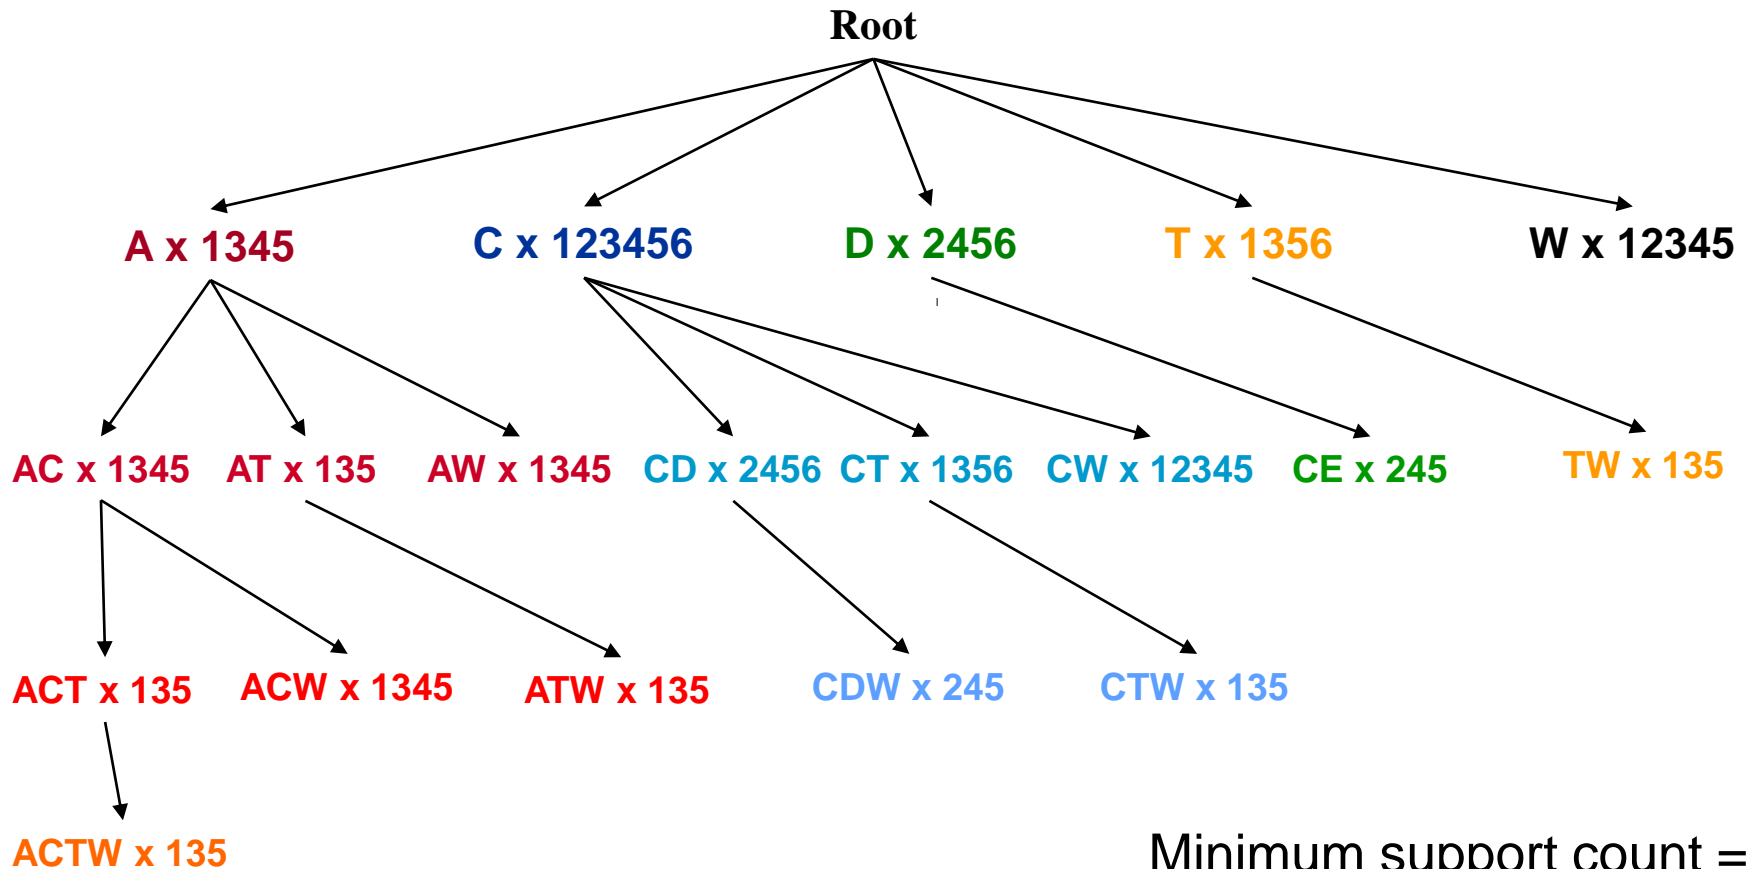 Root
A x 1345
C x 123456
D x 2456
T x 1356
W x 12345
AC x 1345
AT x 135
AW x 1345
CD x 2456
CT x 1356
CW x 12345
CE x 245
TW x 135
ACT x 135
ACW x 1345
ATW x 135
CDW x 245
CTW x 135
ACTW x 135
Minimum support count =